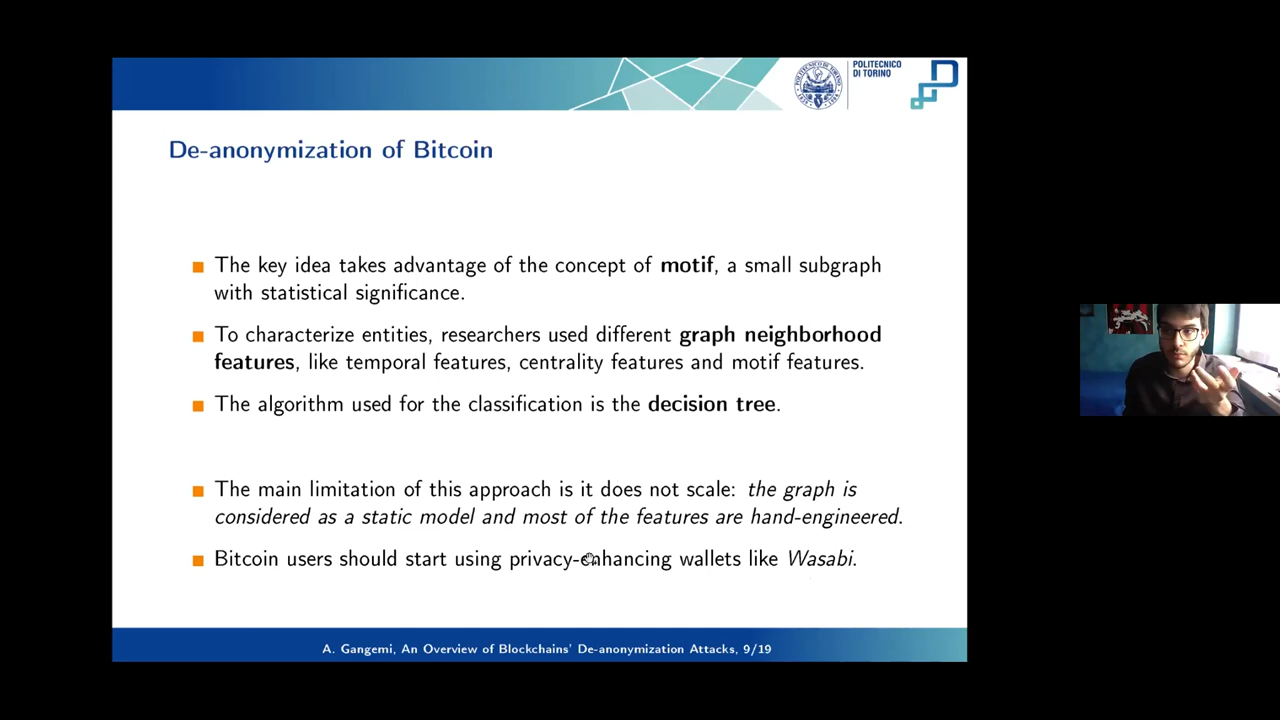 POLITECNICO
DI TORINO
De-anonymization of Bitcoin
The key idea takes advantage of the concept of motif, a small subgraph
with statistical significance.
To characterize entities, researchers used different graph neighborhood
features, like temporal features, centrality features and motif features.
The algorithm used for the classification is the decision tree.
The main limitation of this approach is it does not scale: the graph is
considered as a static model and most of the features are hand-engineered.
Bitcoin users should start using privacy-enhancing wallets like Wasabi.
A. Gangemi, An Overview of Blockchains' De-anonymization Attacks, 9/19